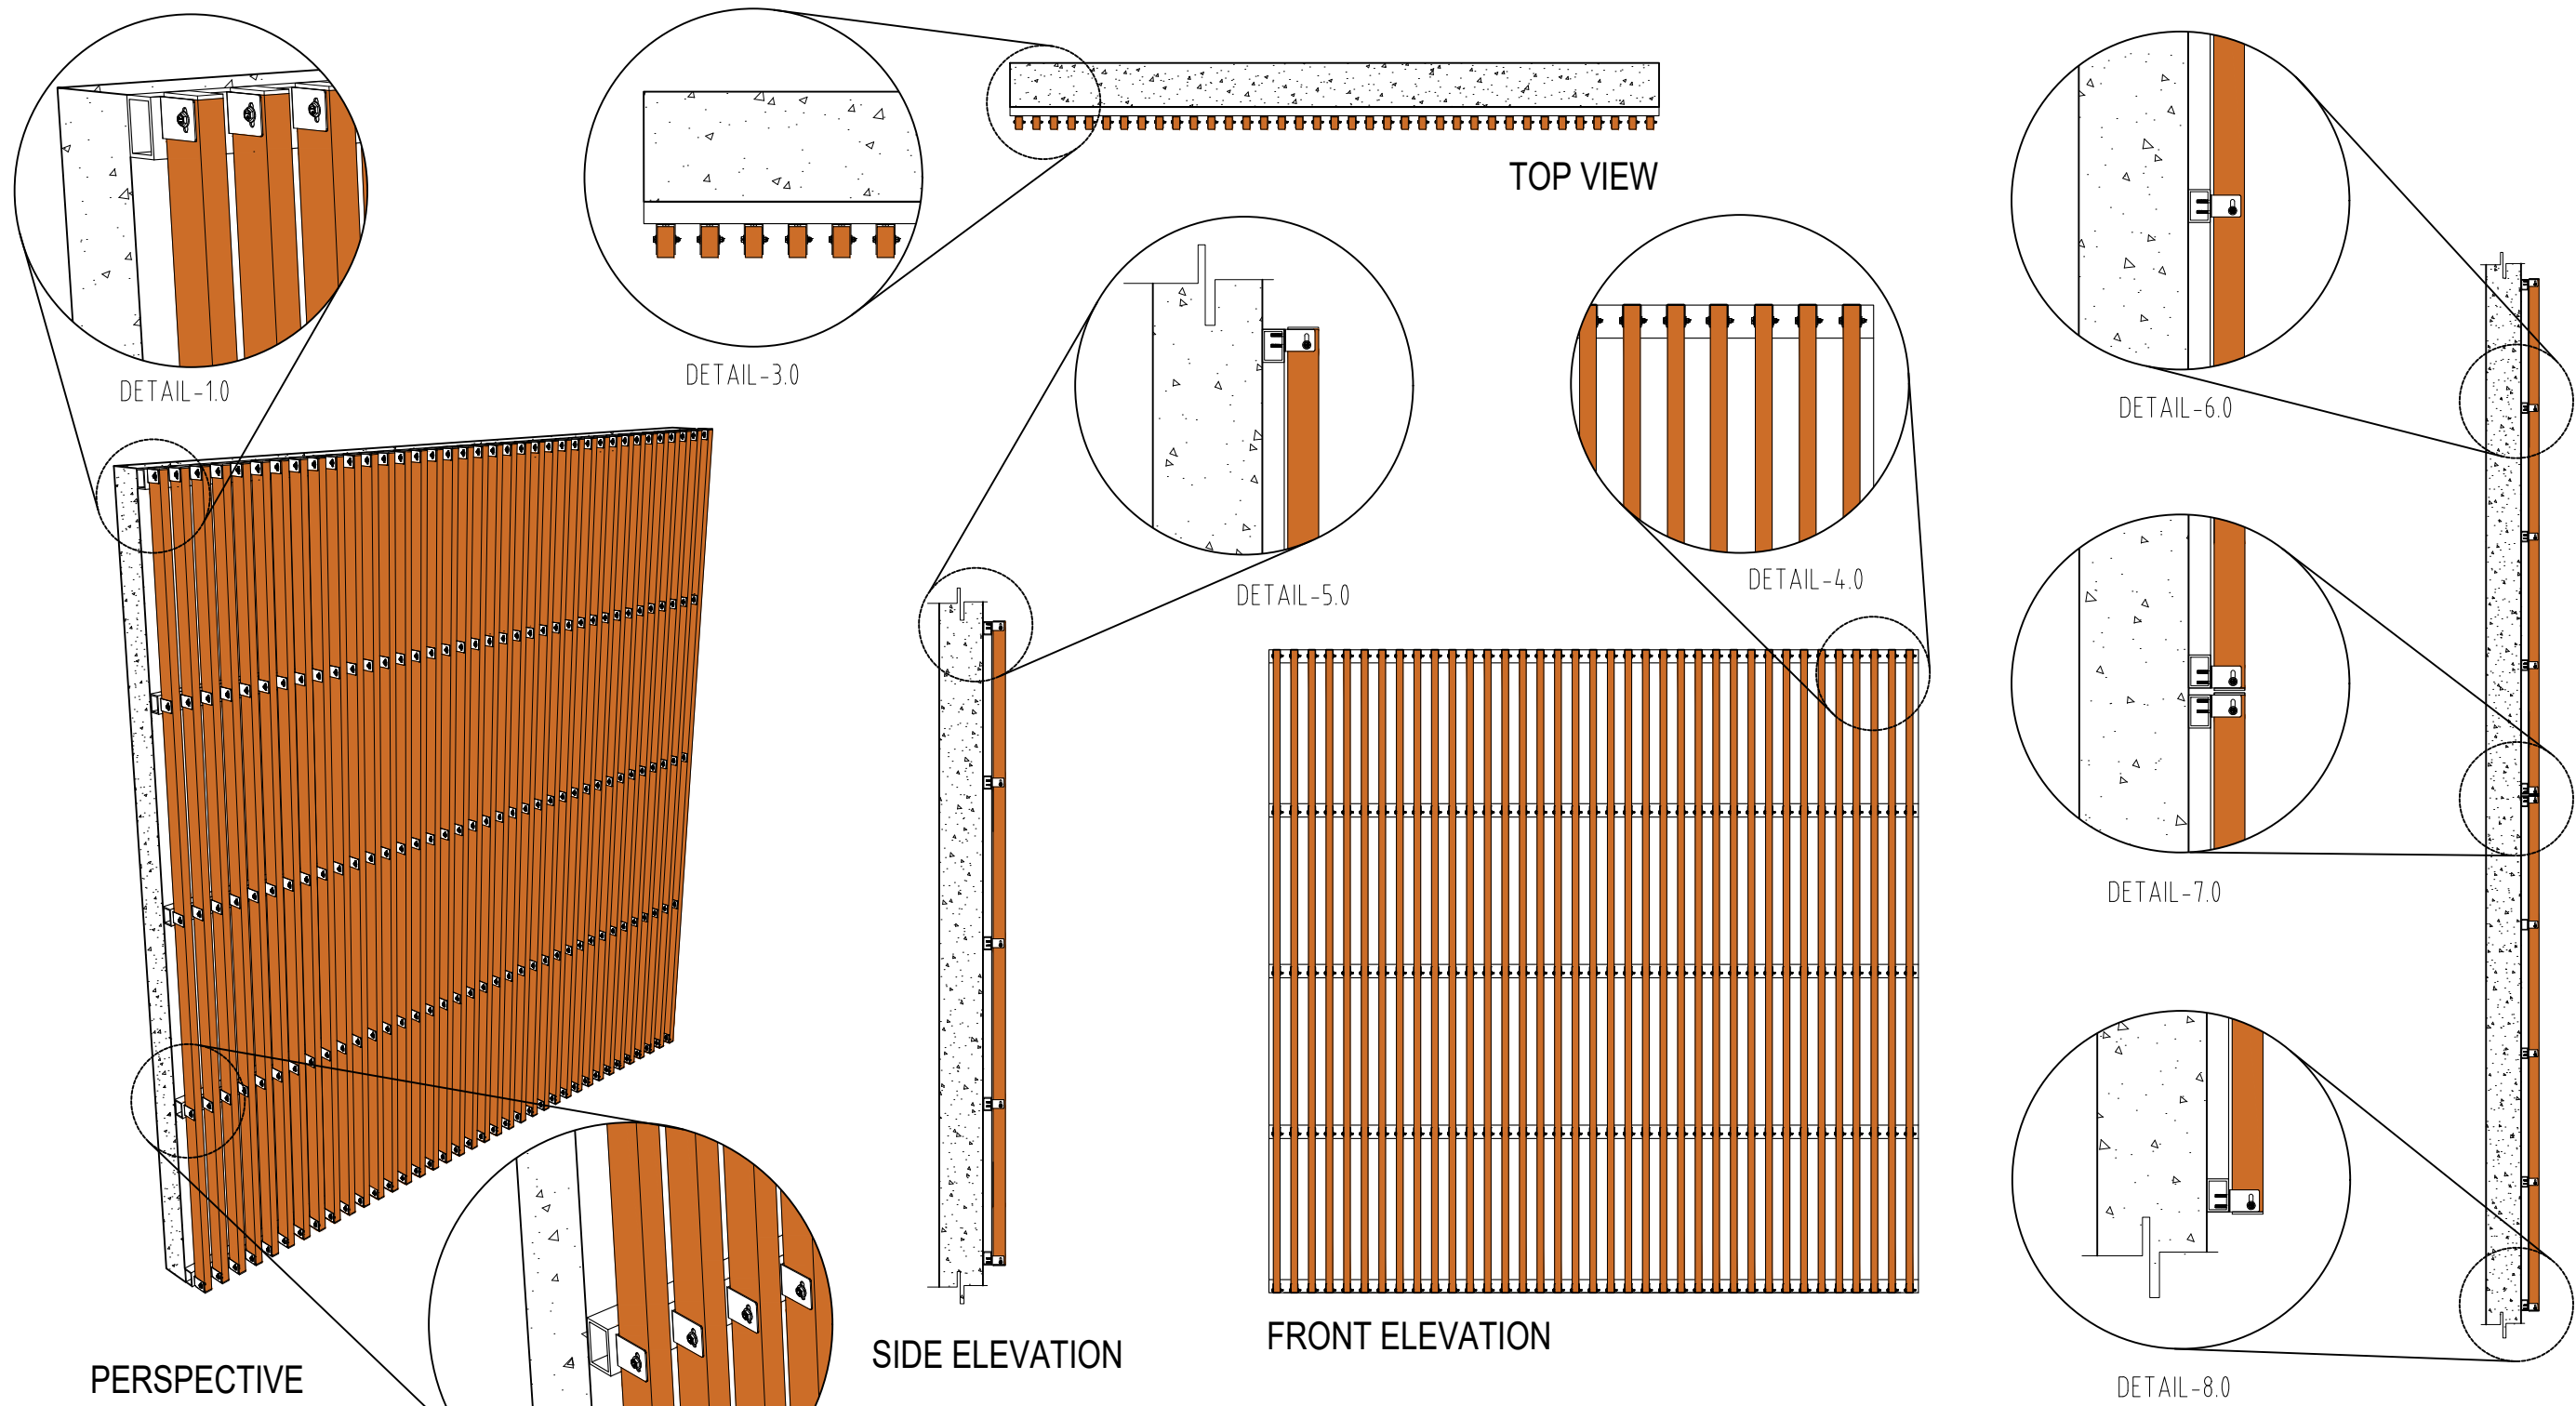 TOP VIEW
DETAIL-1.0
DETAIL-3.0
DETAIL-6.0
DETAIL-5.0
DETAIL-4.0
DETAIL-7.0
PERSPECTIVE
SIDE ELEVATION
FRONT ELEVATION
DETAIL-8.0